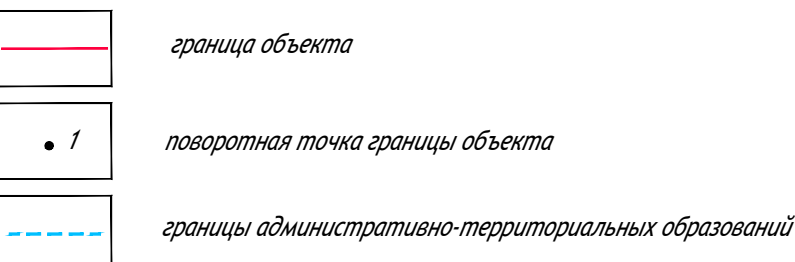 граница объекта
1 поворотная точка границы объекта
границы административно-территориальных образований